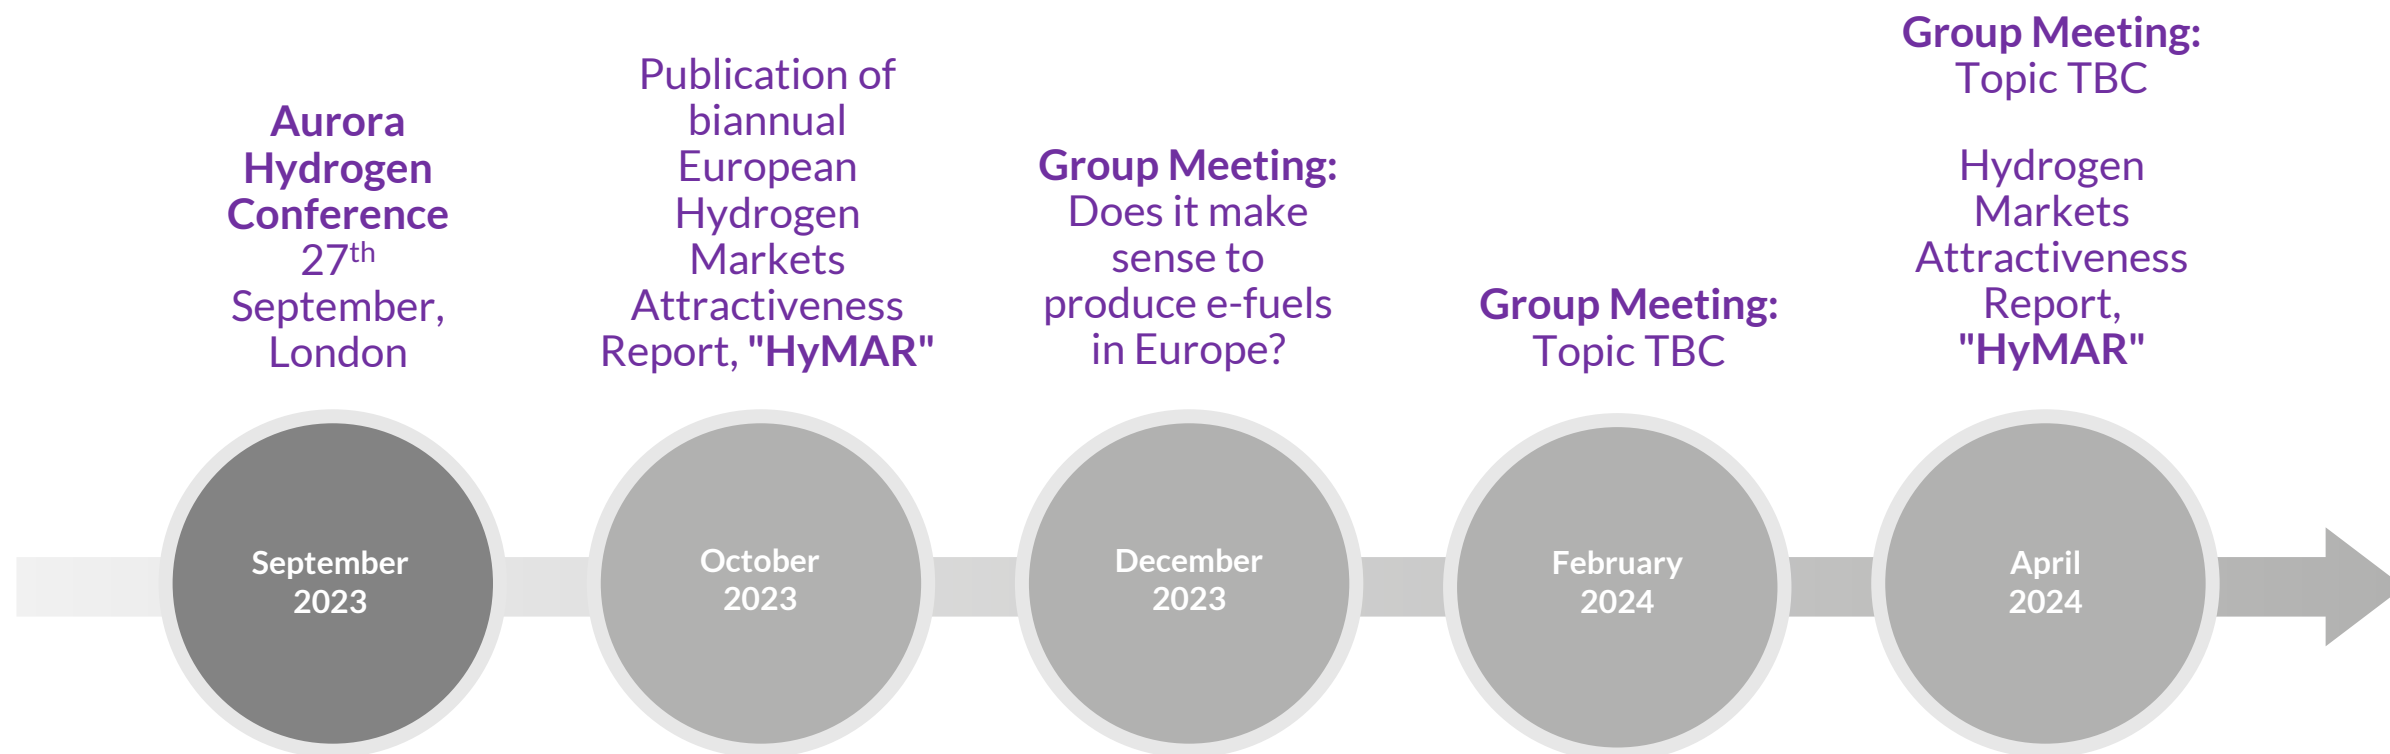 Aurora
Hydrogen
Conference
27th
September,
London
Publication of
biannual
European
Hydrogen
Markets
Attractiveness
Report, "HyMAR"
Group Meeting:
Does it make
sense to
produce e-fuels
in Europe?
Group Meeting:
Topic TBC
Group Meeting:
Topic TBC
Hydrogen
Markets
Attractiveness
Report,
"HyMAR"
September
2023
October
2023
December
2023
February
2024
April
2024